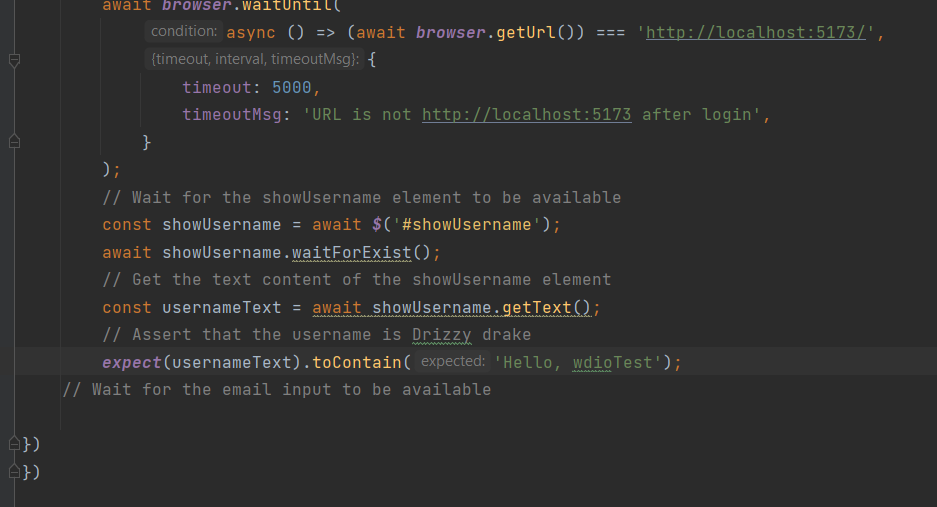 await browser.waitUntil(
condition: async () => (await browser.getUrl()) === 'http://localhost:5173/',
{timeout, interval, timeoutMsg}: {
timeout: 5000,
timeoutMsg: 'URL is not http://localhost:5173 after login',
}
);
// Wait for the showUsername element to be available
const showUsername = await $('#showUsername');
await showUsername.waitForExist();
// Get the text content of the showUsername element
const usernameText = await showUsername.getText();
// Assert that the username is Drizzy drake
expect(usernameText).toContain( expected: 'Hello, wdioTest');
// Wait for the email input to be available
})
})